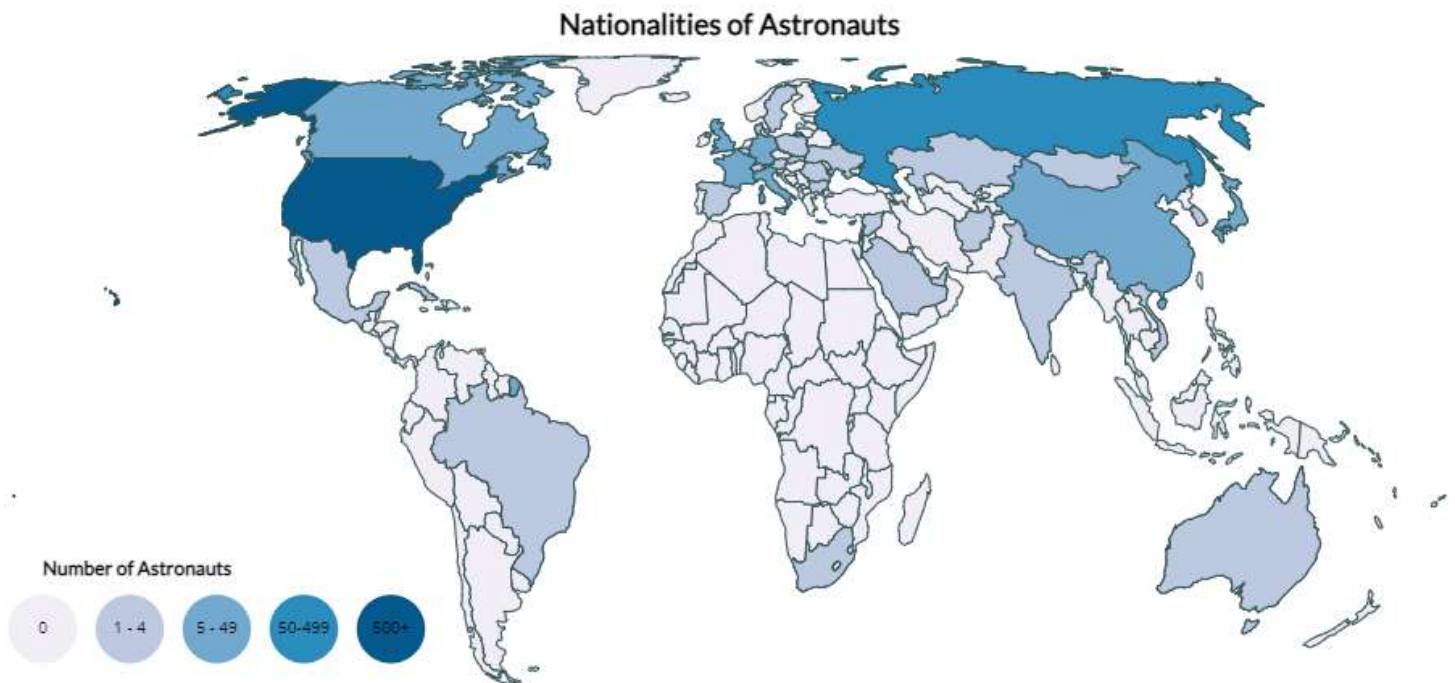 Nationalities of Astronauts
Number of Astronauts
0
1 - 4
5 - 49
50-499
500+